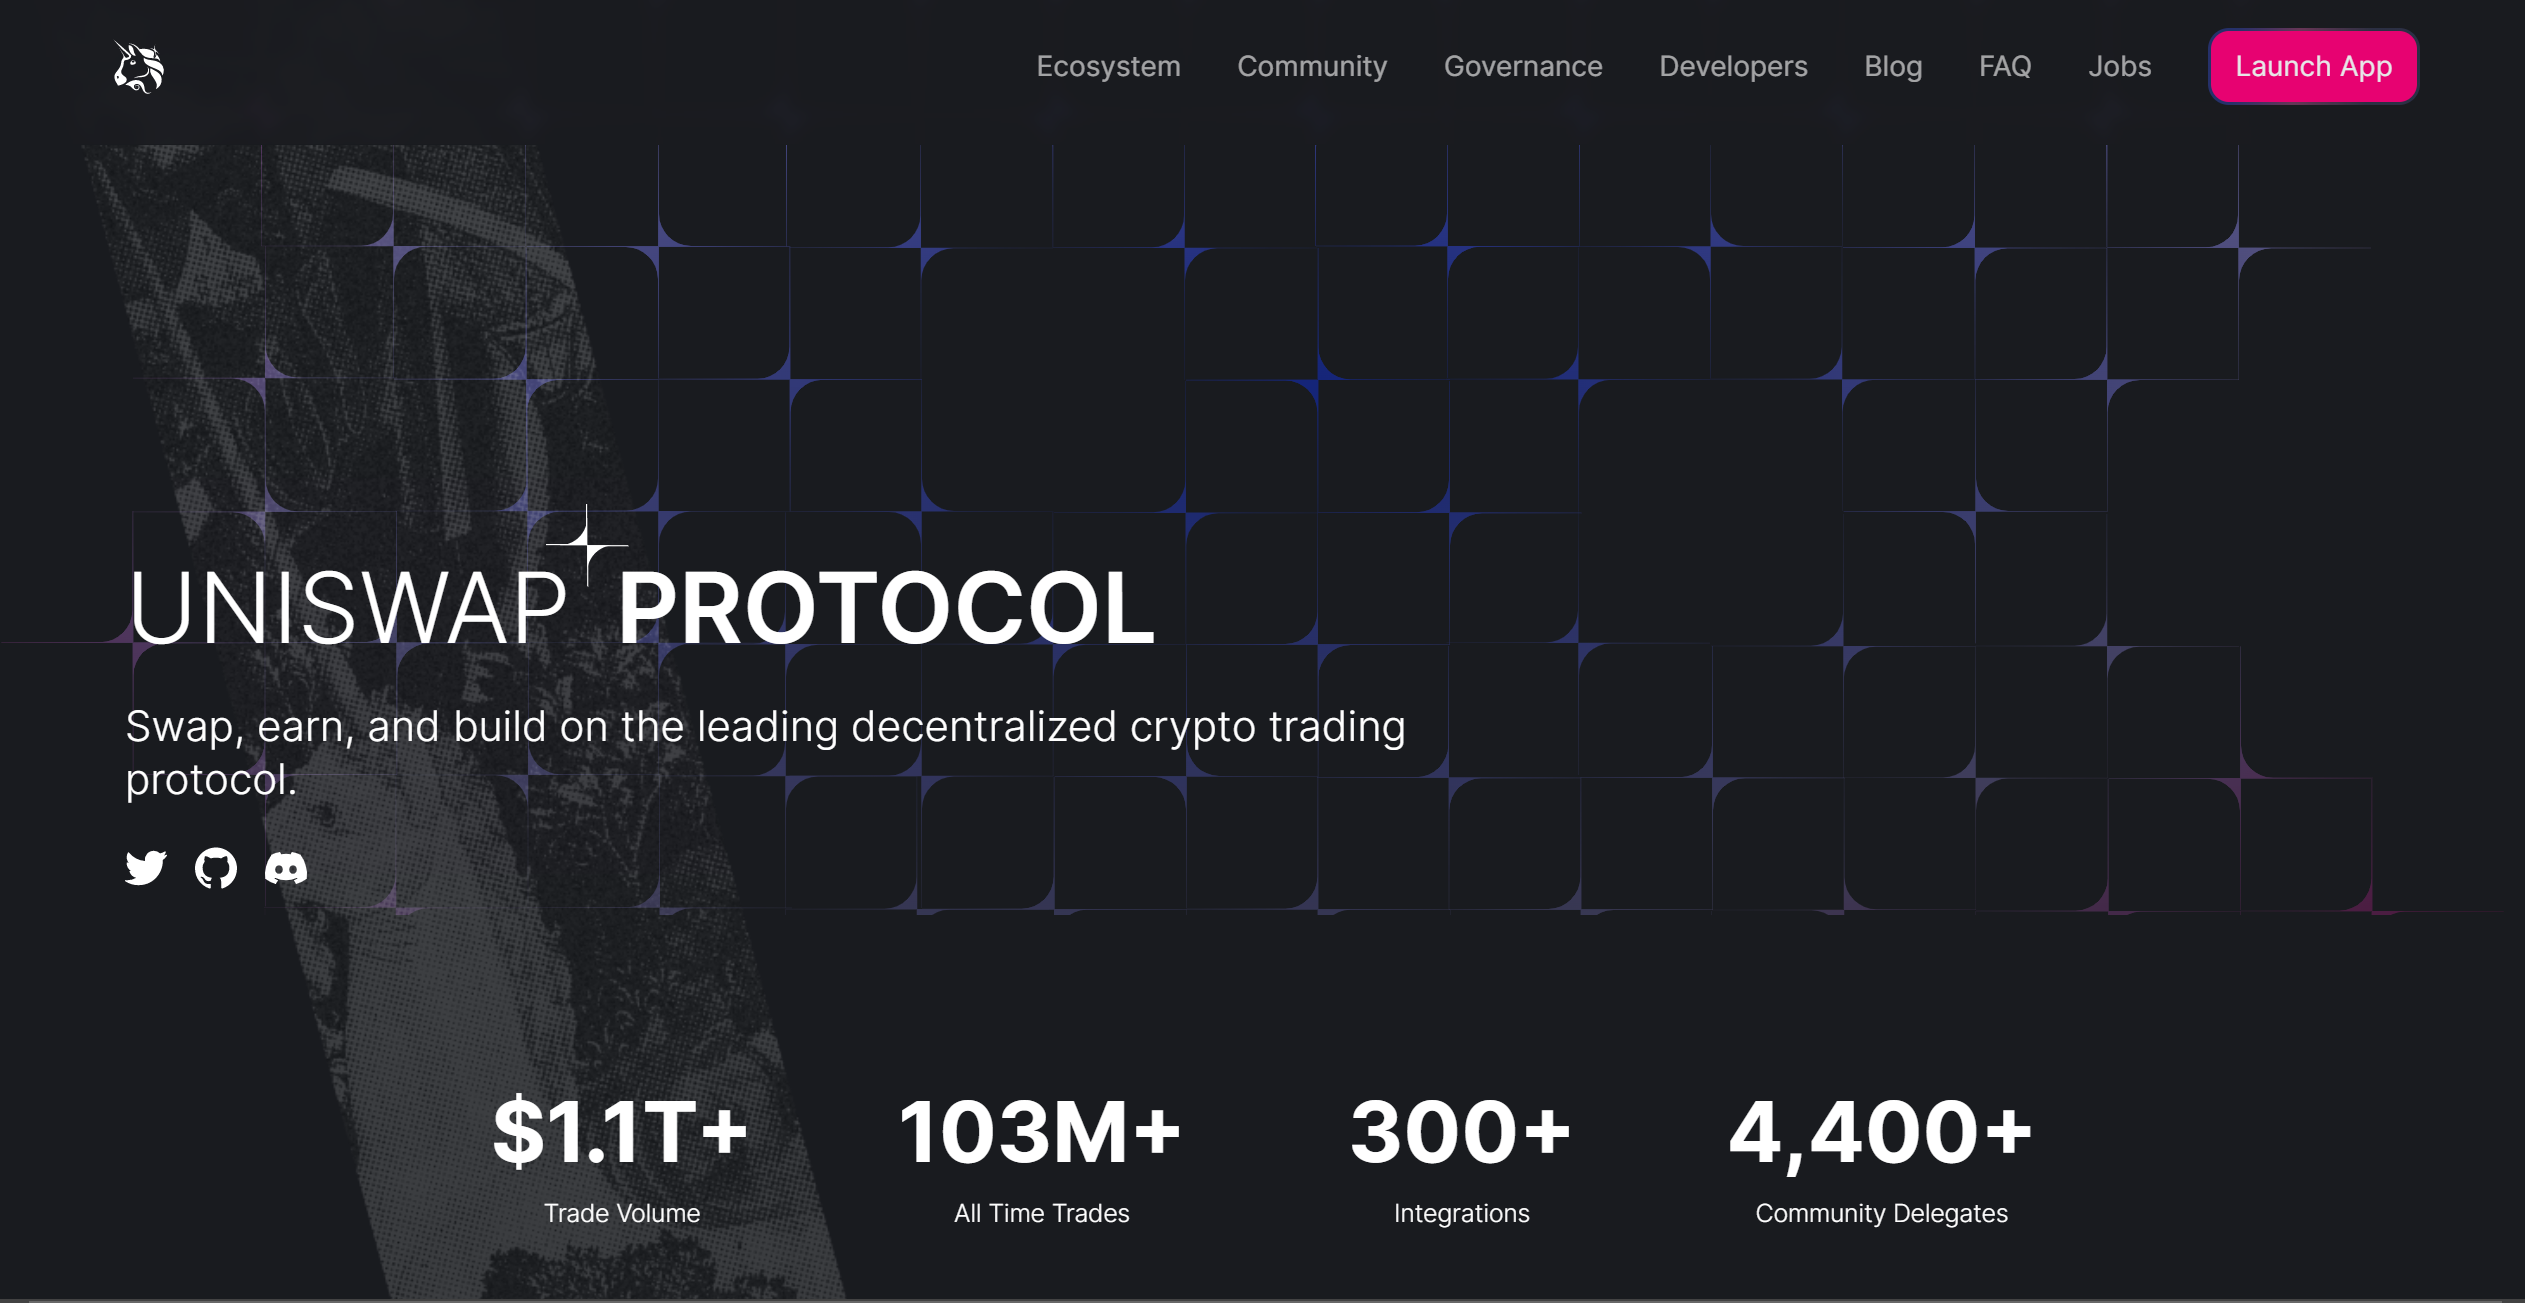 Ecosystem Community Governance Developers Blog FAQ Jobs Launch App
UNISWAP PROTOCOL
Swap, earn, and build on the leading decentralized crypto trading
protocol.
$1.1T+ 103M+ 300+ 4,400+
Trade Volume All Time Trades Integrations Community Delegates